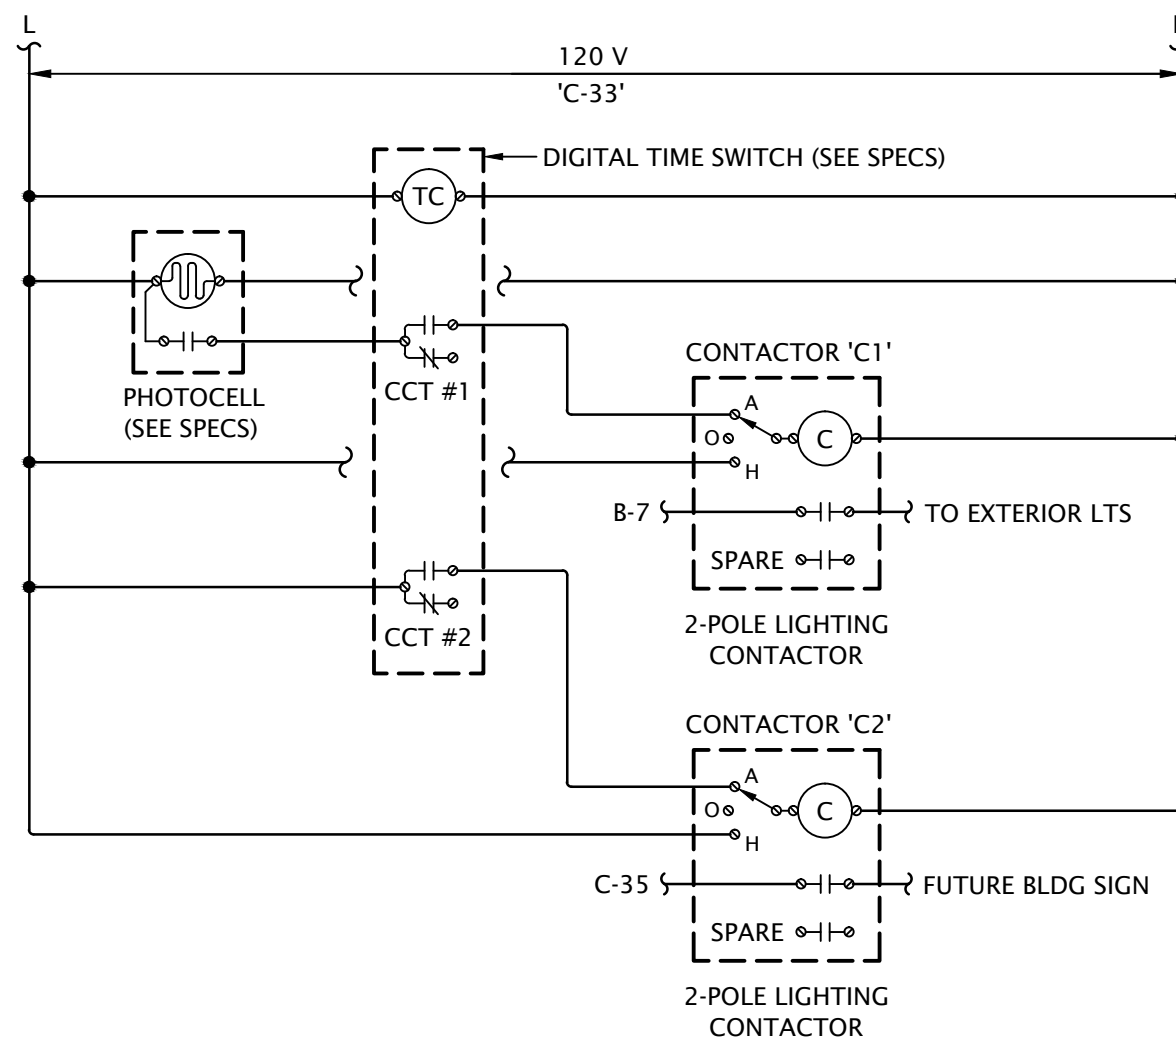 L
120 V
'C-33'
DIGITAL TIME SWITCH (SEE SPECS)
TC
CCT #1
PHOTOCELL
(SEE SPECS)
CONTACTOR 'C1'
A
O
C
H
B-7
TO EXTERIOR LTS
SPARE
2-POLE LIGHTING
CONTACTOR
CCT #2
CONTACTOR 'C2'
A
O
C
H
C-35
FUTURE BLDG SIGN
SPARE
2-POLE LIGHTING
CONTACTOR